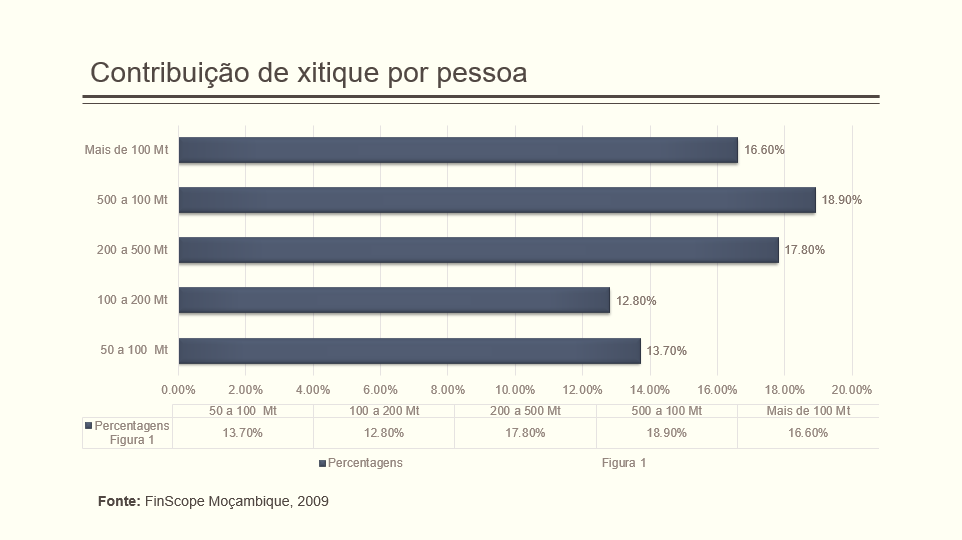 Contribuição de xitique por pessoa
Mais de 100 Mt 16.60%
500 a 100 Mt 18.90%
200 a 500 Mt 17.80%
100 a 200 Mt 12.80%
50 a 100  Mt 13.70%
0.00% 2.00% 4.00% 6.00% 8.00% 10.00% 12.00% 14.00% 16.00% 18.00% 20.00%
50 a 100  Mt 100 a 200 Mt 200 a 500 Mt 500 a 100 Mt Mais de 100 Mt
Percentagens
Figura 1
13.70% 12.80% 17.80% 18.90% 16.60%
Percentagens Figura 1
Fonte: FinScope Moçambique, 2009